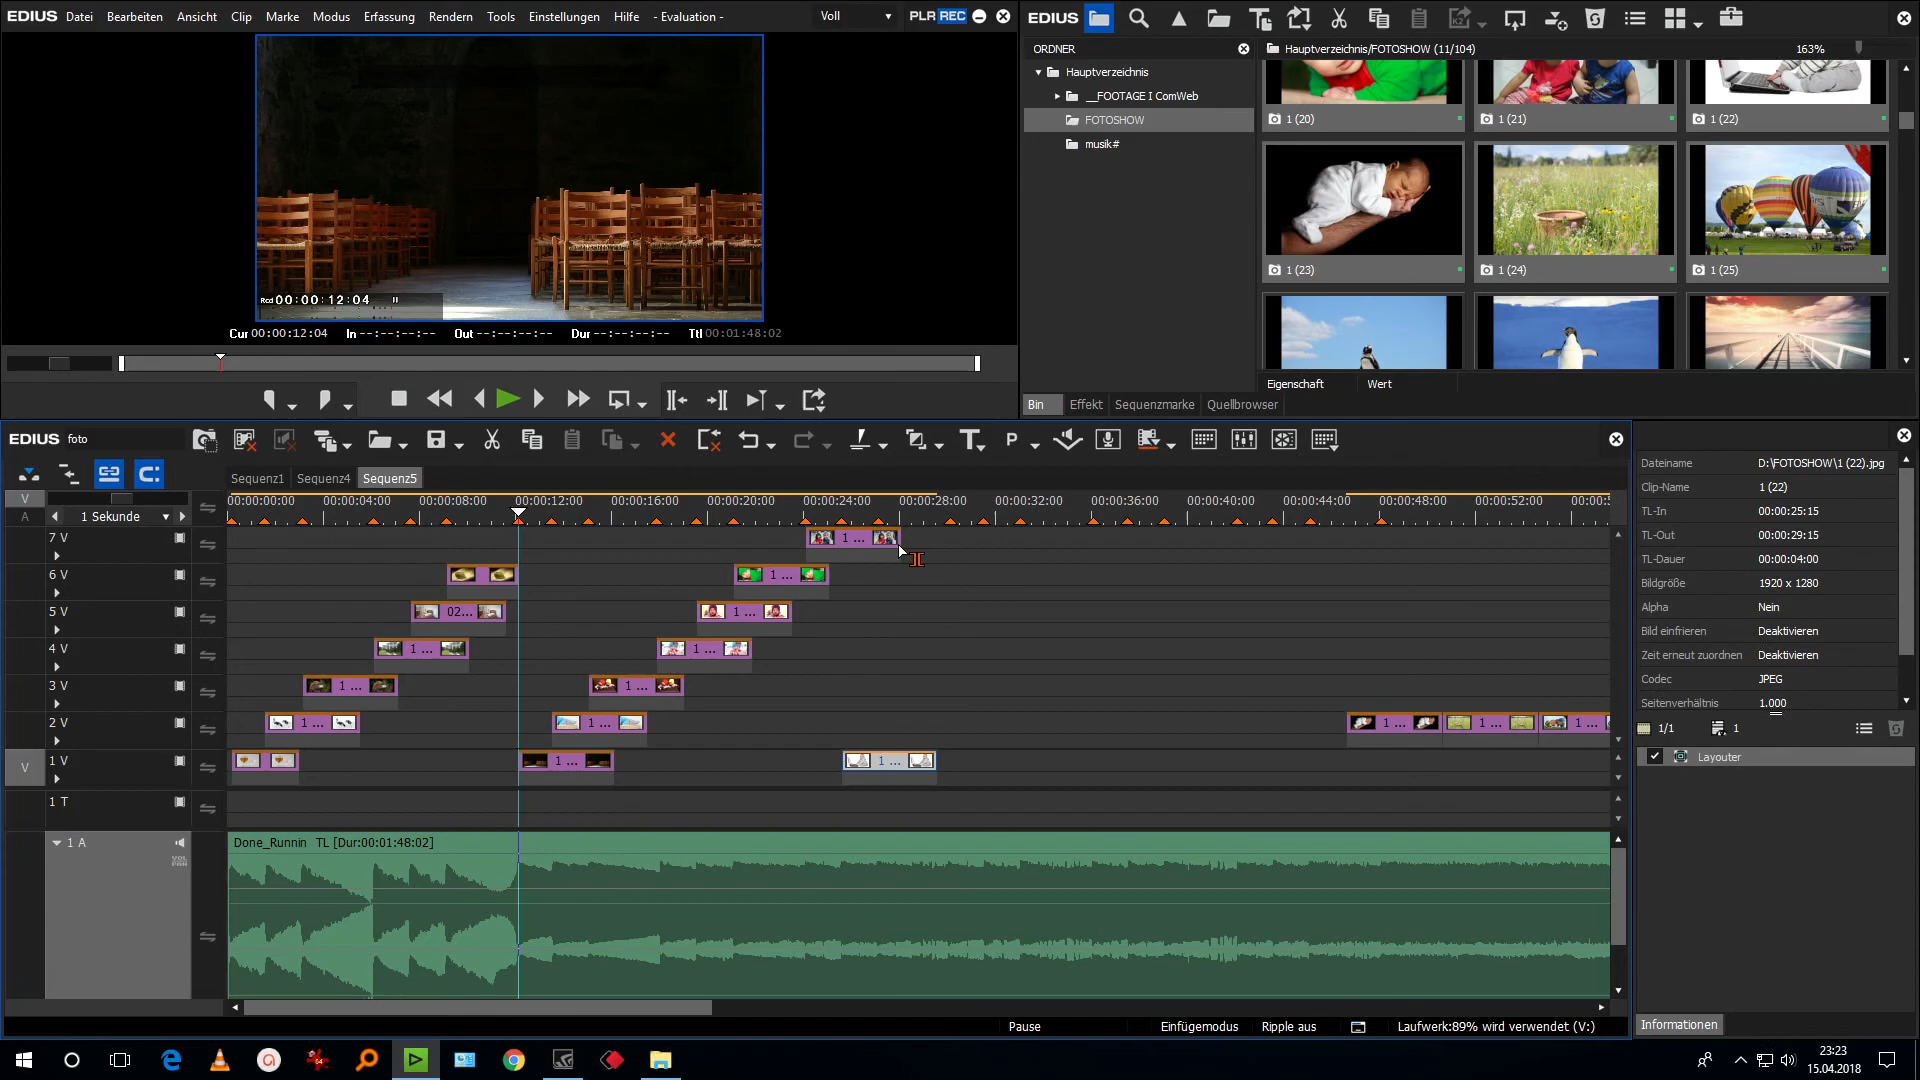 EDIUS Datei Bearbeiten Ansicht Clip Marke Modus Erfassung Rendern Tools Einstellungen Hilfe - Evaluation - Voll PLR REC
Rcd 00:00:12:04
Cur 00:00:12:04 In --:--:--:-- Out --:--:--:-- Dur --:--:--:-- Ttl 00:01:48:02
EDIUS
ORDNER
Hauptverzeichnis/FOTOSHOW (11/104) 163%
Hauptverzeichnis
__FOOTAGE I ComWeb
FOTOSHOW
musik#
1 (20) 1 (21) 1 (22)
1 (23) 1 (24) 1 (25)
Eigenschaft Wert
Bin Effekt Sequenzmarke Quellbrowser
EDIUS foto
Sequenz1 Sequenz4 Sequenz5
V
A
1 Sekunde
00:00:00:00 00:00:04:00 00:00:08:00 00:00:12:00 00:00:16:00 00:00:20:00 00:00:24:00 00:00:28:00 00:00:32:00 00:00:36:00 00:00:40:00 00:00:44:00 00:00:48:00 00:00:52:00 00:00:5
7 V 1 ...
6 V 1 ...
5 V 02... 1 ...
4 V 1 ... 1 ...
3 V 1 ... 1 ...
2 V 1 ... 1 ... 1 ... 1 ... 1 ...
V 1 V 1 ... 1 ...
1 T
1 A
VOL
PAN
Done_Runnin TL [Dur:00:01:48:02]
Pause Einfügemodus Ripple aus Laufwerk:89% wird verwendet (V:)
Dateiname D:\FOTOSHOW\1 (22).jpg
Clip-Name 1 (22)
TL-In 00:00:25:15
TL-Out 00:00:29:15
TL-Dauer 00:00:04:00
Bildgröße 1920 x 1280
Alpha Nein
Bild einfrieren Deaktivieren
Zeit erneut zuordnen Deaktivieren
Codec JPEG
Seitenverhältnis 1.000
1/1 1
Layouter
Informationen
23:23
15.04.2018